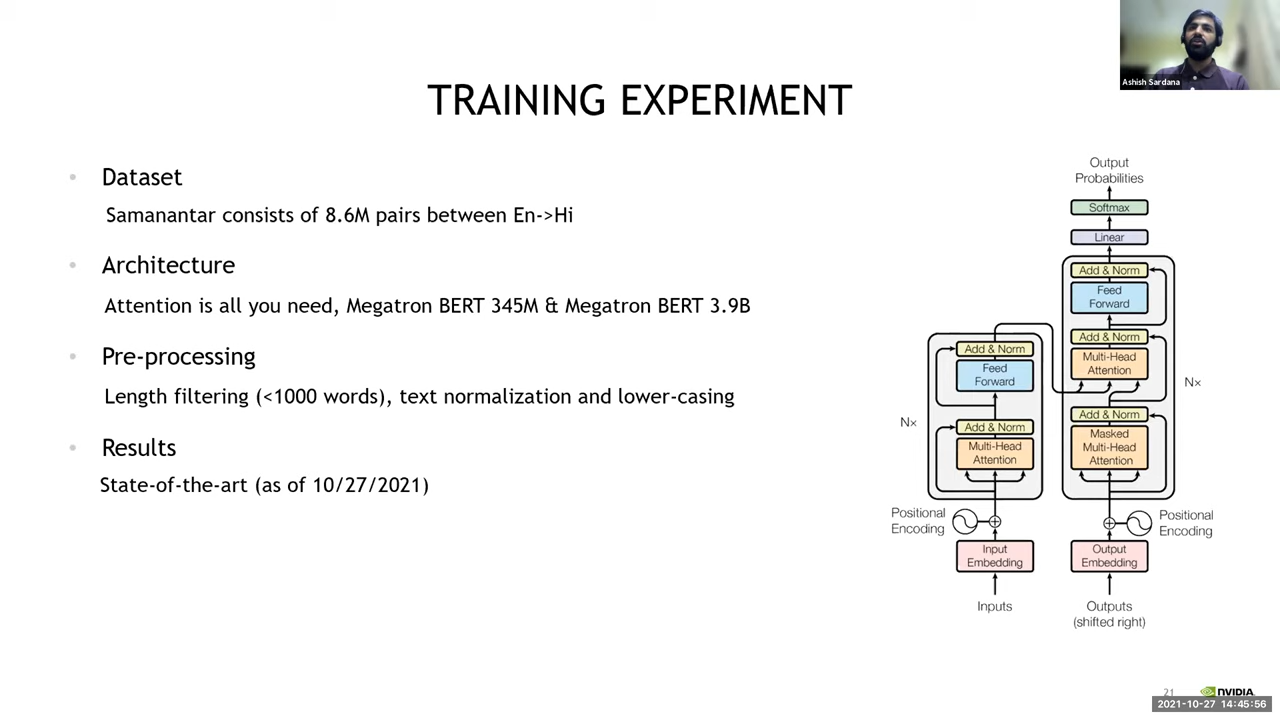 Ashish Sardana
TRAINING EXPERIMENT
• Dataset
Samanantar consists of 8.6M pairs between En->Hi
• Architecture
Attention is all you need, Megatron BERT 345M & Megatron BERT 3.9B
• Pre-processing
Length filtering (<1000 words), text normalization and lower-casing
• Results
State-of-the-art (as of 10/27/2021)
Output
Probabilities
Softmax
Linear
Add & Norm
Feed
Forward
Add & Norm
Multi-Head
Attention
Add & Norm
Masked
Multi-Head
Attention
N×
Positional
Encoding
Output
Embedding
Outputs
(shifted right)
Add & Norm
Feed
Forward
Add & Norm
Multi-Head
Attention
N×
Positional
Encoding
Input
Embedding
Inputs
21
NVIDIA.
2021-10-27 14:45:56